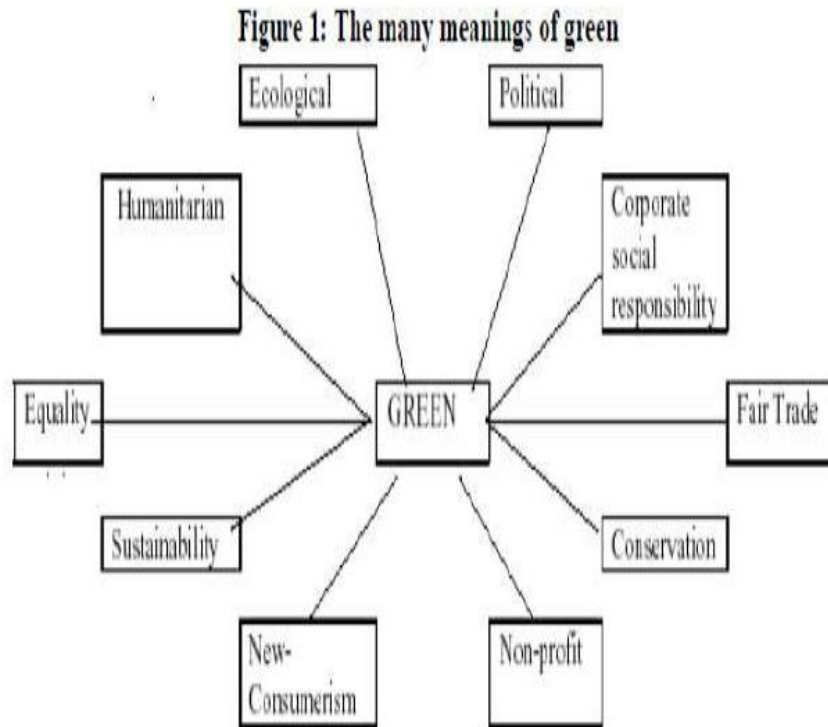 Figure 1: The many meanings of green
Ecological
Political
Humanitarian
Corporate
social
responsibility
Equality
GREEN
Fair Trade
Sustainability
Conservation
New-
Consumerism
Non-profit